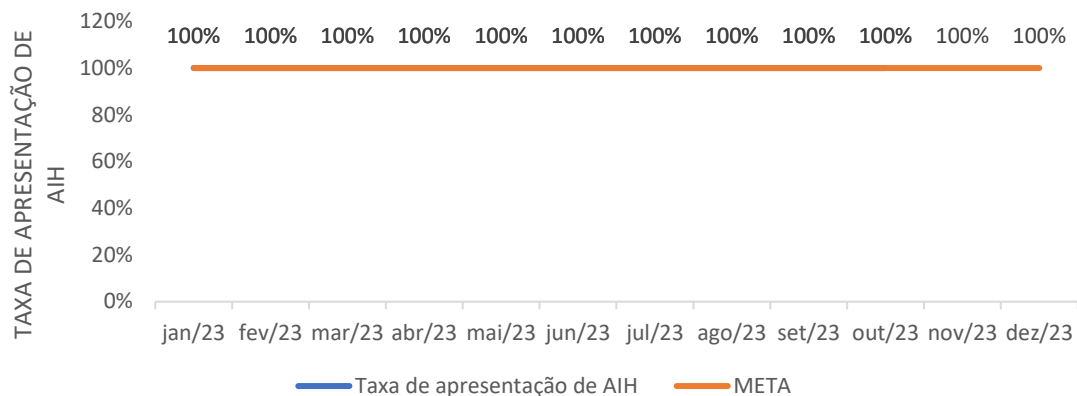 TAXA DE APRESENTAÇÃO DE
AIH
120%
100%
80%
60%
40%
20%
0%
100% 100% 100% 100% 100% 100% 100% 100% 100% 100% 100% 100%
jan/23 fev/23 mar/23 abr/23 mai/23 jun/23 jul/23 ago/23 set/23 out/23 nov/23 dez/23
Taxa de apresentação de AIH META